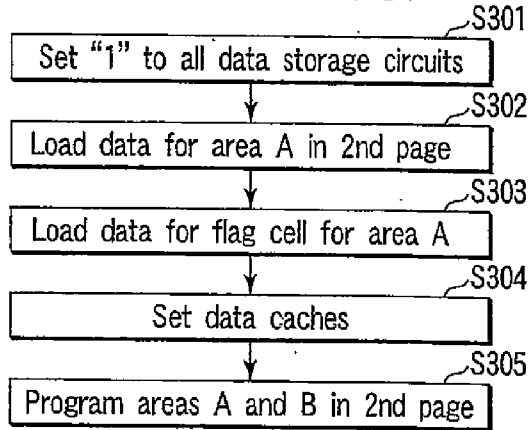 S301
Set "1" to all data storage circuits
S302
Load data for area A in 2nd page
S303
Load data for flag cell for area A
S304
Set data caches
S305
Program areas A and B in 2nd page